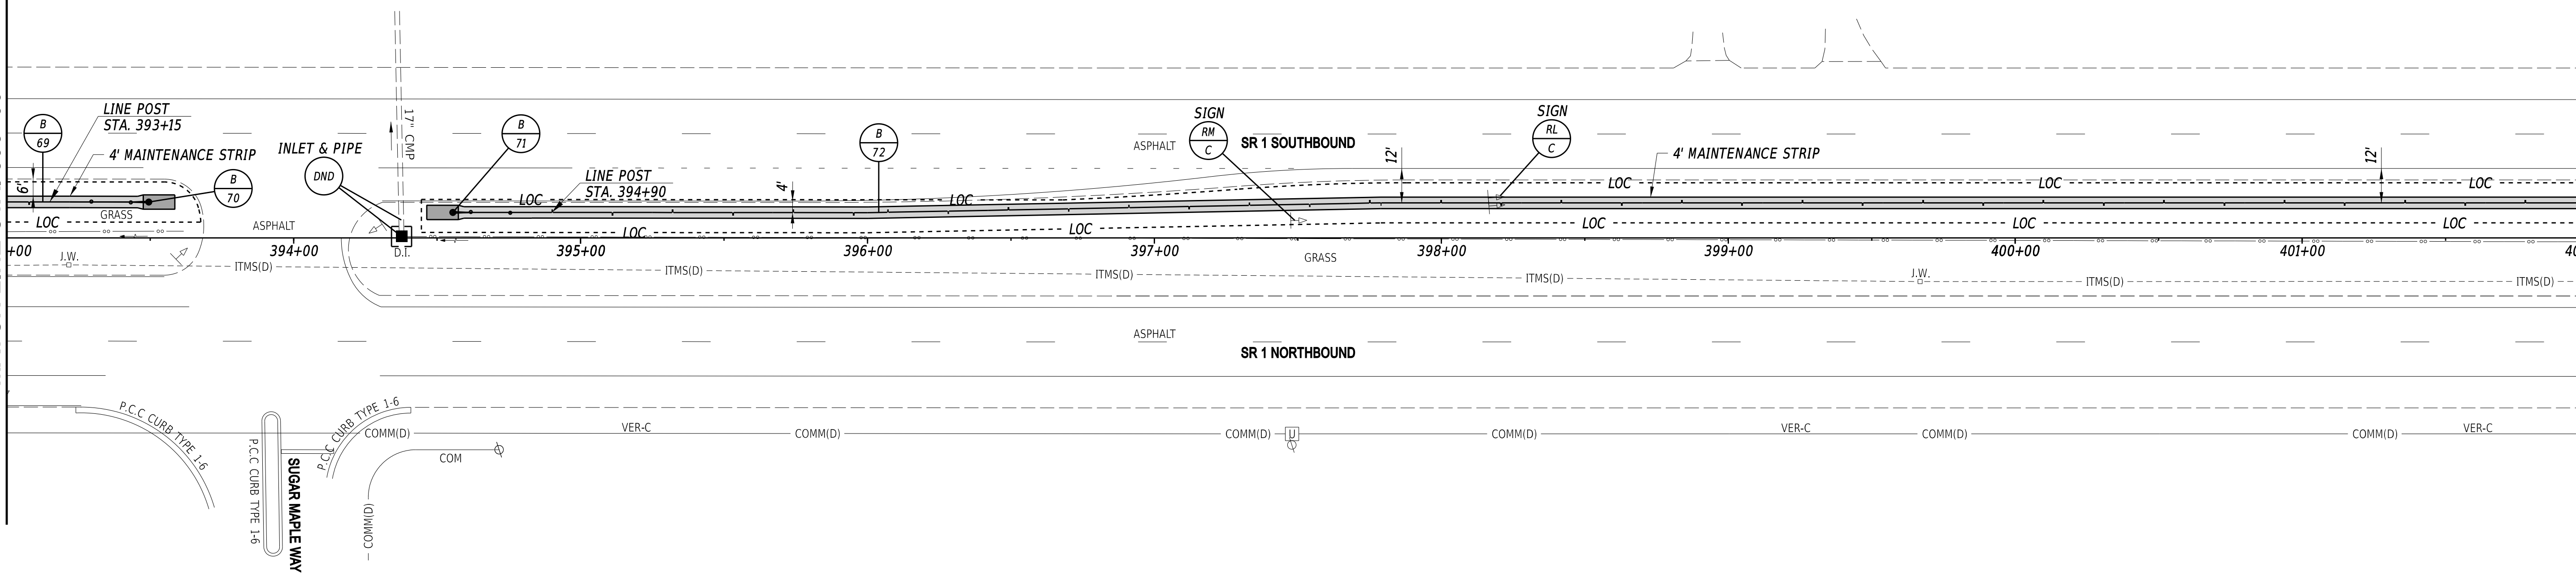 LINE POST
STA. 393+15
4' MAINTENANCE STRIP
B
69
6'
B
70
GRASS
LOC
ASPHALT
INLET & PIPE
DND
17" CMP
B
71
LINE POST
STA. 394+90
4'
B
72
LOC
LOC
LOC
LOC
ASPHALT
SIGN
RM
C
SR 1 SOUTHBOUND
12'
SIGN
RL
C
4' MAINTENANCE STRIP
12'
LOC
LOC
LOC
LOC
LOC
LOC
+00
394+00
D.I.
395+00
396+00
397+00
398+00
399+00
400+00
401+00
40
J.W.
ITMS(D)
ITMS(D)
ITMS(D)
GRASS
ITMS(D)
J.W.
ITMS(D)
ITMS(D)
ASPHALT
SR 1 NORTHBOUND
P.C.C CURB TYPE 1-6
P.C.C CURB TYPE 1-6
P.C.C CURB TYPE 1-6
SUGAR MAPLE WAY
COMM(D)
VER-C
COMM(D)
COMM(D)
U
COMM(D)
VER-C
COMM(D)
COMM(D)
VER-C
COM
COMM(D)